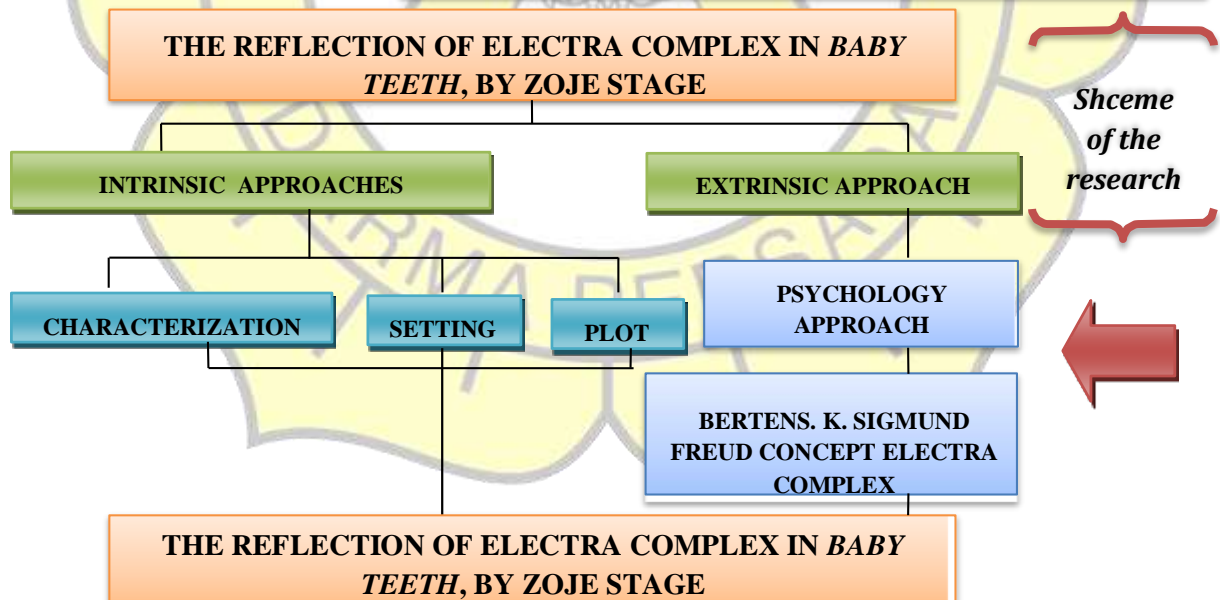 THE REFLECTION OF ELECTRA COMPLEX IN BABY
TEETH, BY ZOJE STAGE
Shceme
of the
research
INTRINSIC APPROACHES
EXTRINSIC APPROACH
CHARACTERIZATION
SETTING
PLOT
PSYCHOLOGY
APPROACH
BERTENS. K. SIGMUND
FREUD CONCEPT ELECTRA
COMPLEX
THE REFLECTION OF ELECTRA COMPLEX IN BABY
TEETH, BY ZOJE STAGE